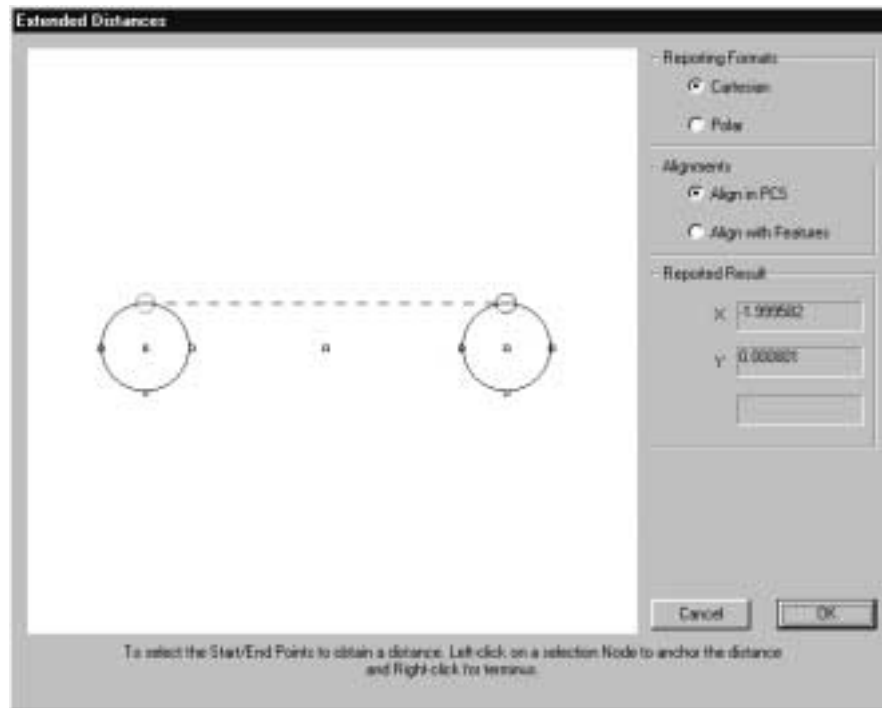 Extended Distances
Reporting Formats
Cartesian
Polar
Alignments
Align in PCS
Align with Features
Reported Result
X -1.999502
Y 0.000801
Cancel OK
To select the Start/End Points to obtain a distance. Left-click on a selection Node to anchor the distance
and Right-click for terminus.